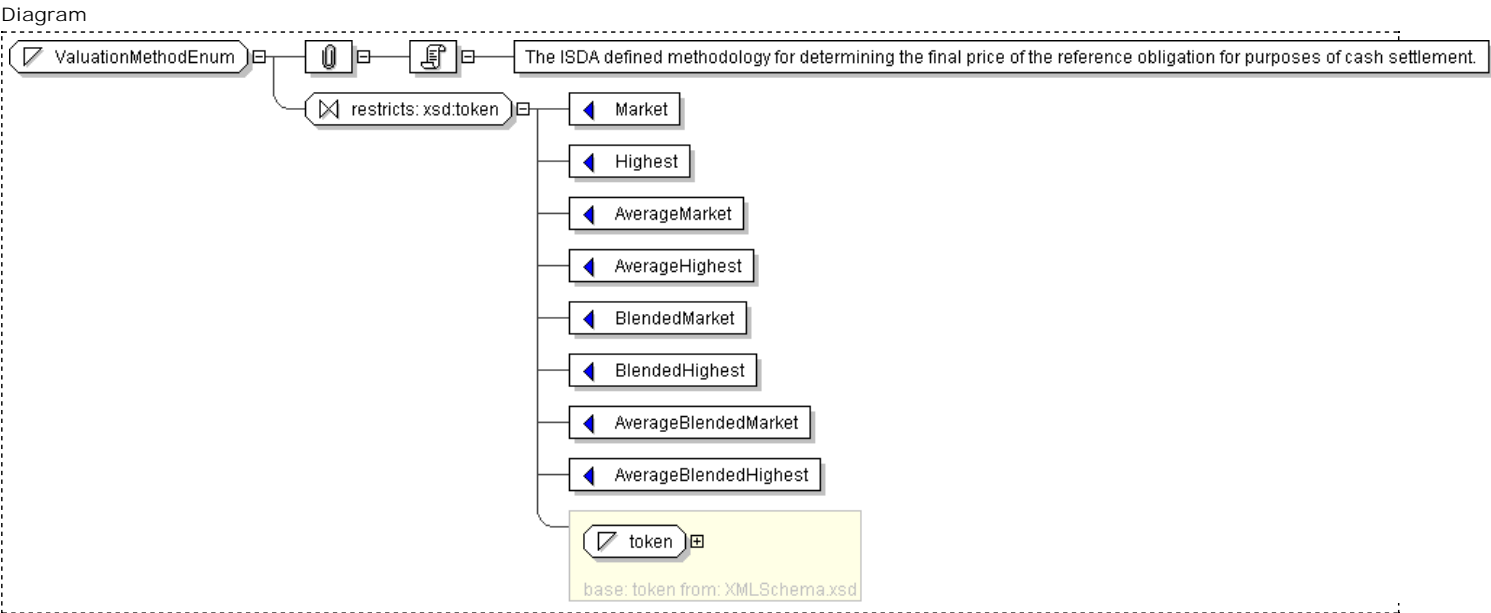 Diagram
ValuationMethodEnum
The ISDA defined methodology for determining the final price of the reference obligation for purposes of cash settlement.
restricts: xsd:token
Market
Highest
AverageMarket
AverageHighest
BlendedMarket
BlendedHighest
AverageBlendedMarket
AverageBlendedHighest
token
base: token from: XMLSchema.xsd